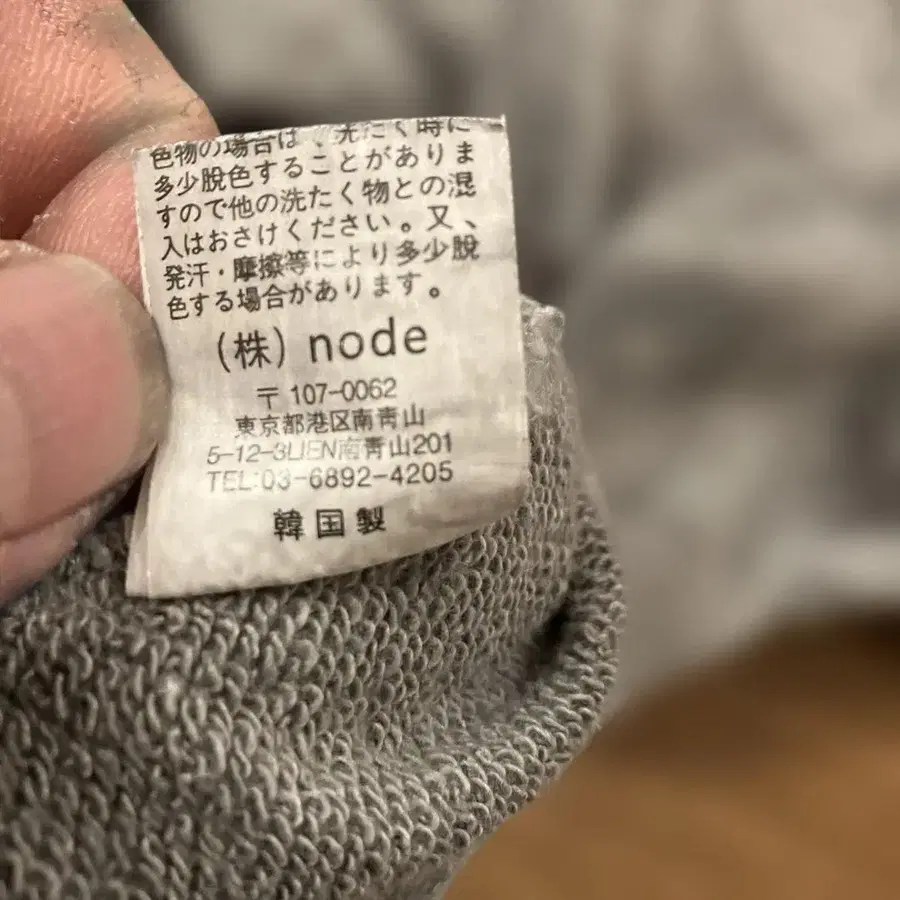 色物の場合は、洗たく時に
多少脱色することがありま
すので他の洗たく物との混
入はおさけください。又、
発汗・摩擦等により多少脱
色する場合があります。
(株) node
〒107-0062
東京都港区南青山
5-12-3LIEN南青山201
TEL:03-6892-4205
韓国製